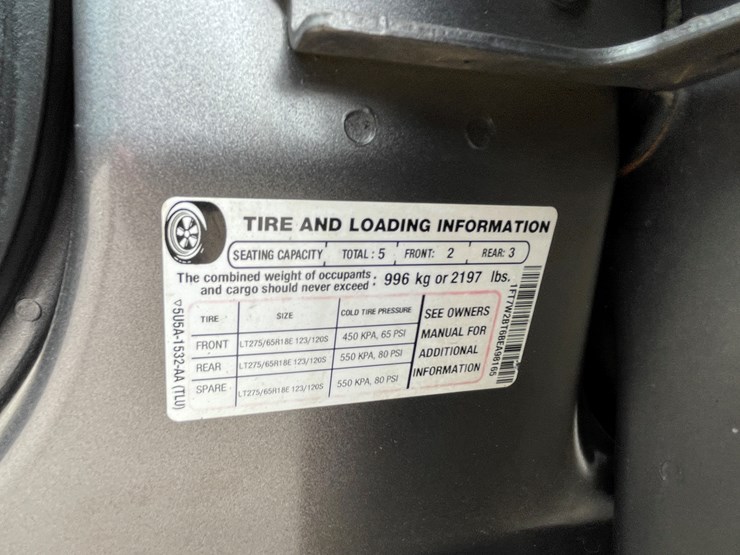 TIRE AND LOADING INFORMATION
SEATING CAPACITY TOTAL : 5 FRONT: 2 REAR: 3
The combined weight of occupants and cargo should never exceed : 996 kg or 2197 lbs.
TIRE SIZE COLD TIRE PRESSURE
FRONT LT275/65R18E 123/120S 450 KPA, 65 PSI
REAR LT275/65R18E 123/120S 550 KPA, 80 PSI
SPARE LT275/65R18E 123/120S 550 KPA, 80 PSI
SEE OWNERS
MANUAL FOR
ADDITIONAL
INFORMATION
5U5A-1532-AA (TLU)
1FT7W2BT6BEA98165